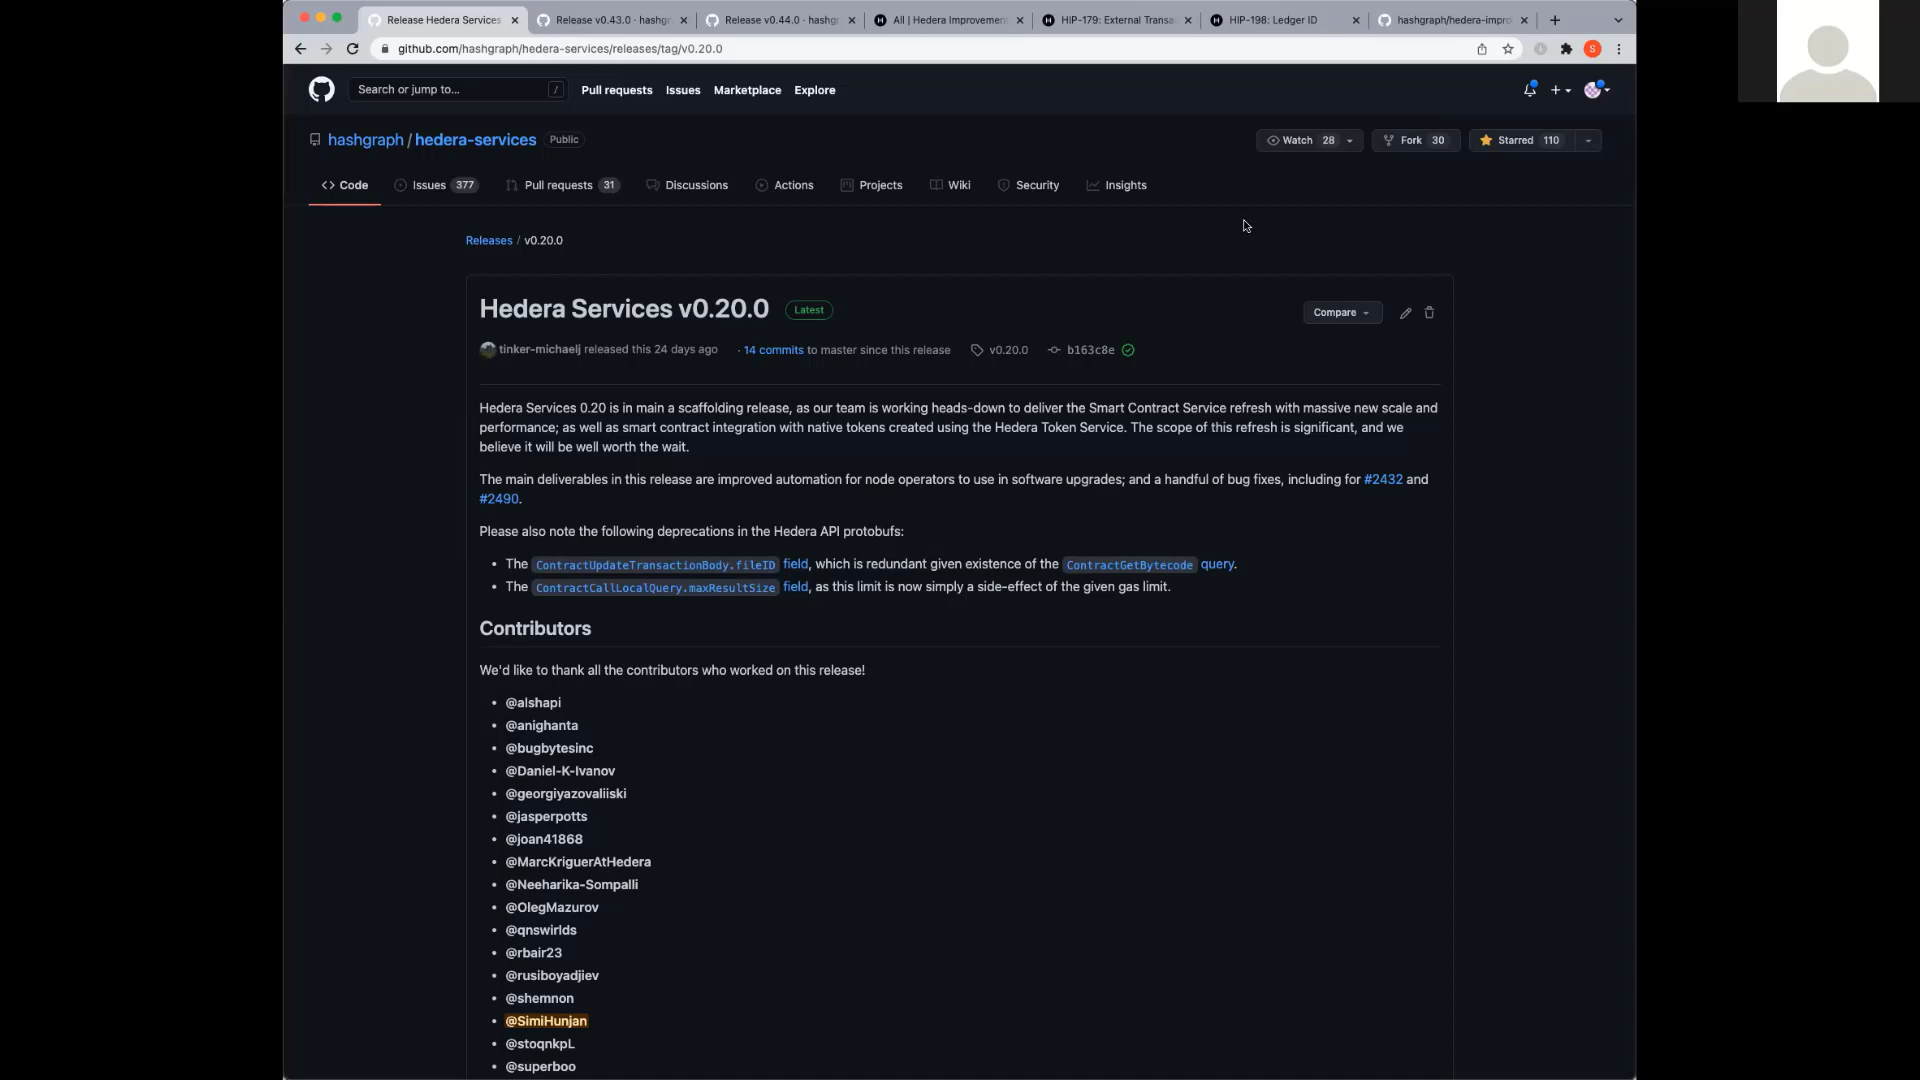 Release Hedera Services
Release v0.43.0 · hashgr
Release v0.44.0 · hashgr
All | Hedera Improvemen
HIP-179: External Transa
HIP-198: Ledger ID
hashgraph/hedera-impro
github.com/hashgraph/hedera-services/releases/tag/v0.20.0
S
Search or jump to...
/
Pull requests
Issues
Marketplace
Explore
hashgraph / hedera-services
Public
Watch 28
Fork 30
Starred 110
Code
Issues 377
Pull requests 31
Discussions
Actions
Projects
Wiki
Security
Insights
Releases / v0.20.0
Hedera Services v0.20.0
Latest
Compare
tinker-michaelj released this 24 days ago
· 14 commits to master since this release
v0.20.0
b163c8e
Hedera Services 0.20 is in main a scaffolding release, as our team is working heads-down to deliver the Smart Contract Service refresh with massive new scale and
performance; as well as smart contract integration with native tokens created using the Hedera Token Service. The scope of this refresh is significant, and we
believe it will be well worth the wait.
The main deliverables in this release are improved automation for node operators to use in software upgrades; and a handful of bug fixes, including for #2432 and
#2490.
Please also note the following deprecations in the Hedera API protobufs:
• The ContractUpdateTransactionBody.fileID field, which is redundant given existence of the ContractGetBytecode query.
• The ContractCallLocalQuery.maxResultSize field, as this limit is now simply a side-effect of the given gas limit.
Contributors
We'd like to thank all the contributors who worked on this release!
• @alshapi
• @anighanta
• @bugbytesinc
• @Daniel-K-Ivanov
• @georgiyazovaliiski
• @jasperpotts
• @joan41868
• @MarcKriguerAtHedera
• @Neeharika-Sompalli
• @OlegMazurov
• @qnswirlds
• @rbair23
• @rusiboyadjiev
• @shemnon
• @SimiHunjan
• @stoqnkpL
• @superboo